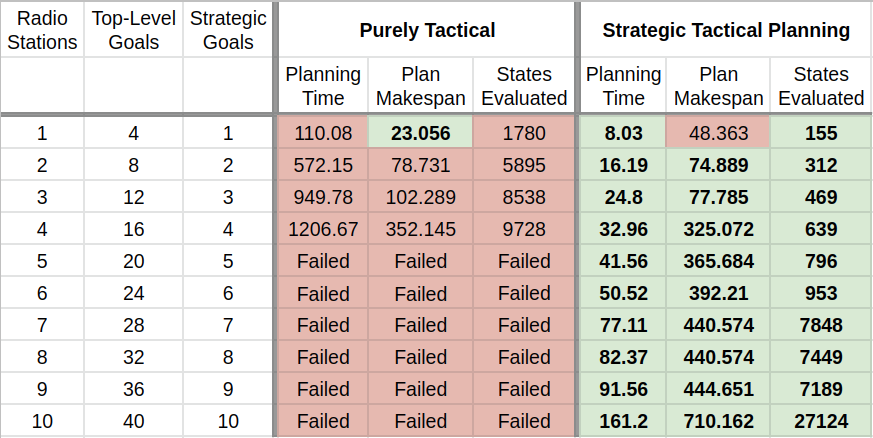 Radio Stations Top-Level Goals Strategic Goals Purely Tactical Strategic Tactical Planning
Planning Time Plan Makespan States Evaluated Planning Time Plan Makespan States Evaluated
1 4 1 110.08 23.056 1780 8.03 48.363 155
2 8 2 572.15 78.731 5895 16.19 74.889 312
3 12 3 949.78 102.289 8538 24.8 77.785 469
4 16 4 1206.67 352.145 9728 32.96 325.072 639
5 20 5 Failed Failed Failed 41.56 365.684 796
6 24 6 Failed Failed Failed 50.52 392.21 953
7 28 7 Failed Failed Failed 77.11 440.574 7848
8 32 8 Failed Failed Failed 82.37 440.574 7449
9 36 9 Failed Failed Failed 91.56 444.651 7189
10 40 10 Failed Failed Failed 161.2 710.162 27124